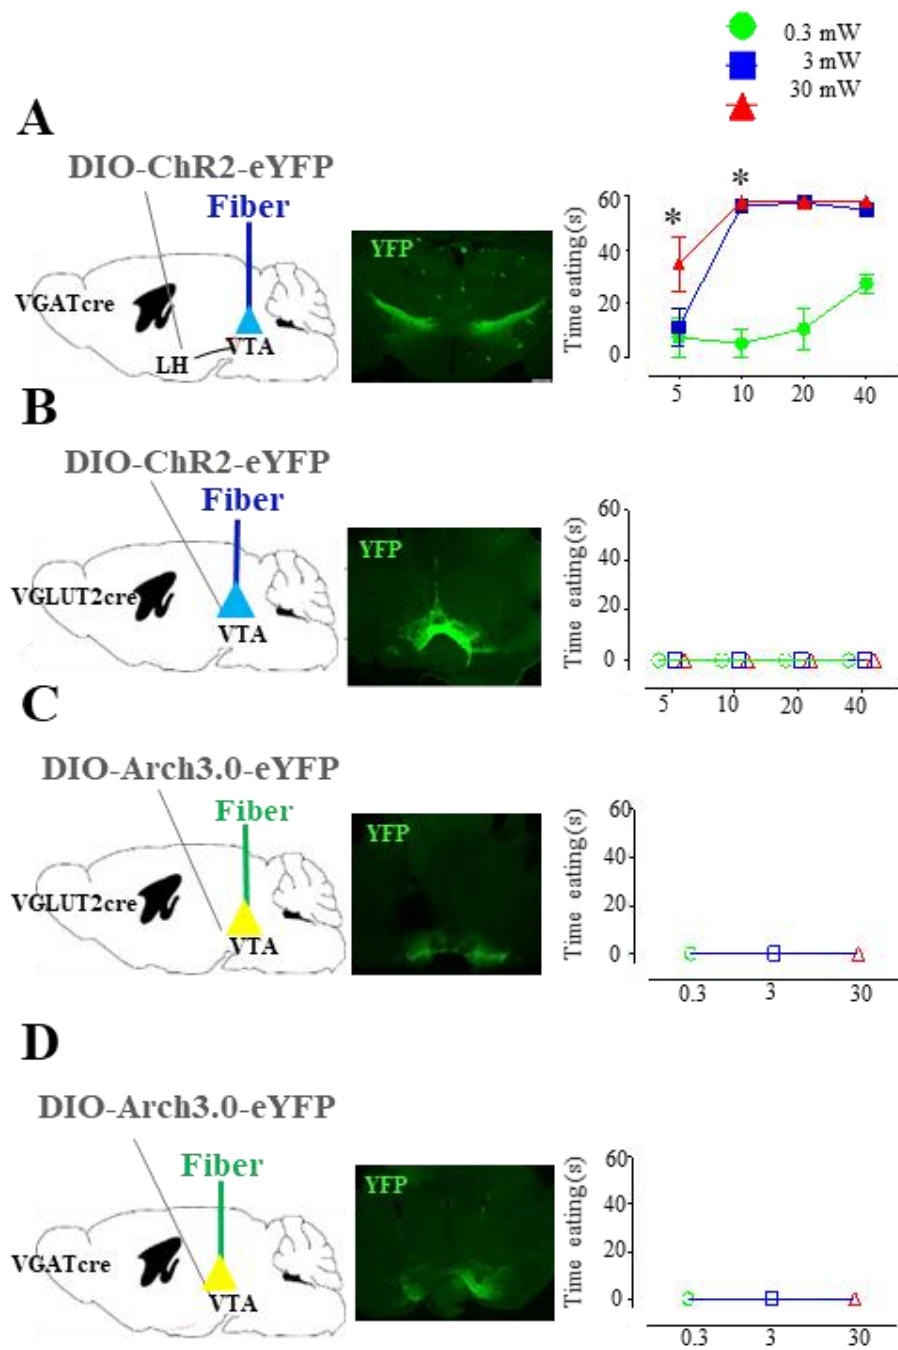 0.3 mW
3 mW
30 mW
A
DIO-ChR2-eYFP
Fiber
VGATcre
LH
VTA
YFP`
Time eating(s)
60
40
20
0
*
*
5 10 20 40
B
DIO-ChR2-eYFP
Fiber
VGLUT2cre
VTA
YFP
Time eating(s)
60
40
20
0
5 10 20 40
C
DIO-Arch3.0-eYFP
Fiber
VGLUT2cre
VTA
YFP
Time eating(s)
60
40
20
0
0.3 3 30
D
DIO-Arch3.0-eYFP
Fiber
VGATcre
VTA
YFP
Time eating(s)
60
40
20
0
0.3 3 30